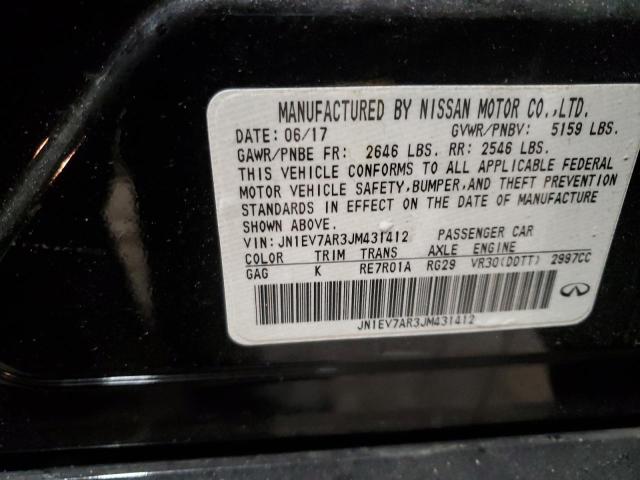 MANUFACTURED BY NISSAN MOTOR CO.,LTD.
DATE: 06/17 GVWR/PNBV: 5159 LBS.
GAWR/PNBE FR: 2646 LBS. RR: 2546 LBS.
THIS VEHICLE CONFORMS TO ALL APPLICABLE FEDERAL
MOTOR VEHICLE SAFETY,BUMPER,AND THEFT PREVENTION
STANDARDS IN EFFECT ON THE DATE OF MANUFACTURE
SHOWN ABOVE.
VIN: JN1EV7AR3JM431412 PASSENGER CAR
COLOR TRIM TRANS AXLE ENGINE
GAG K RE7R01A RG29 VR30(DDTT) 2997CC
JN1EV7AR3JM431412